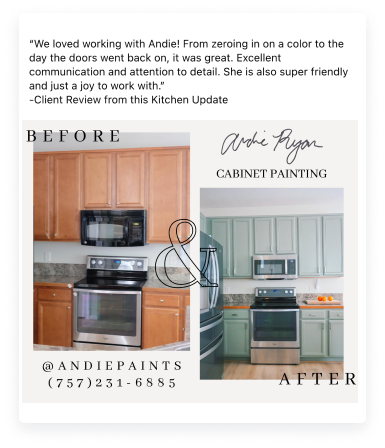 “We loved working with Andie! From zeroing in on a color to the
day the doors went back on, it was great. Excellent
communication and attention to detail. She is also super friendly
and just a joy to work with.”
-Client Review from this Kitchen Update
BEFORE
Andie Ryan
CABINET PAINTING
&
@ANDIEPAINTS
(757)231-6885
AFTER